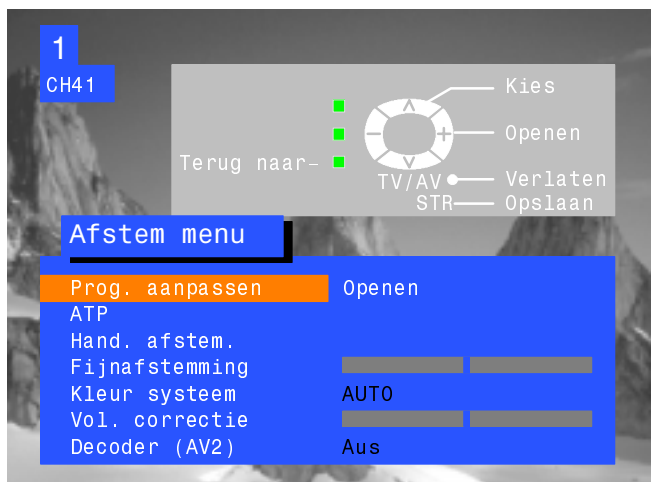 1
CH41
Kies
Openen
Terug naar
TV/AV Verlaten
STR Opslaan
Afstem menu
Prog. aanpassen Openen
ATP
Hand. afstem.
Fijnafstemming
Kleur systeem AUTO
Vol. correctie
Decoder (AV2) Aus